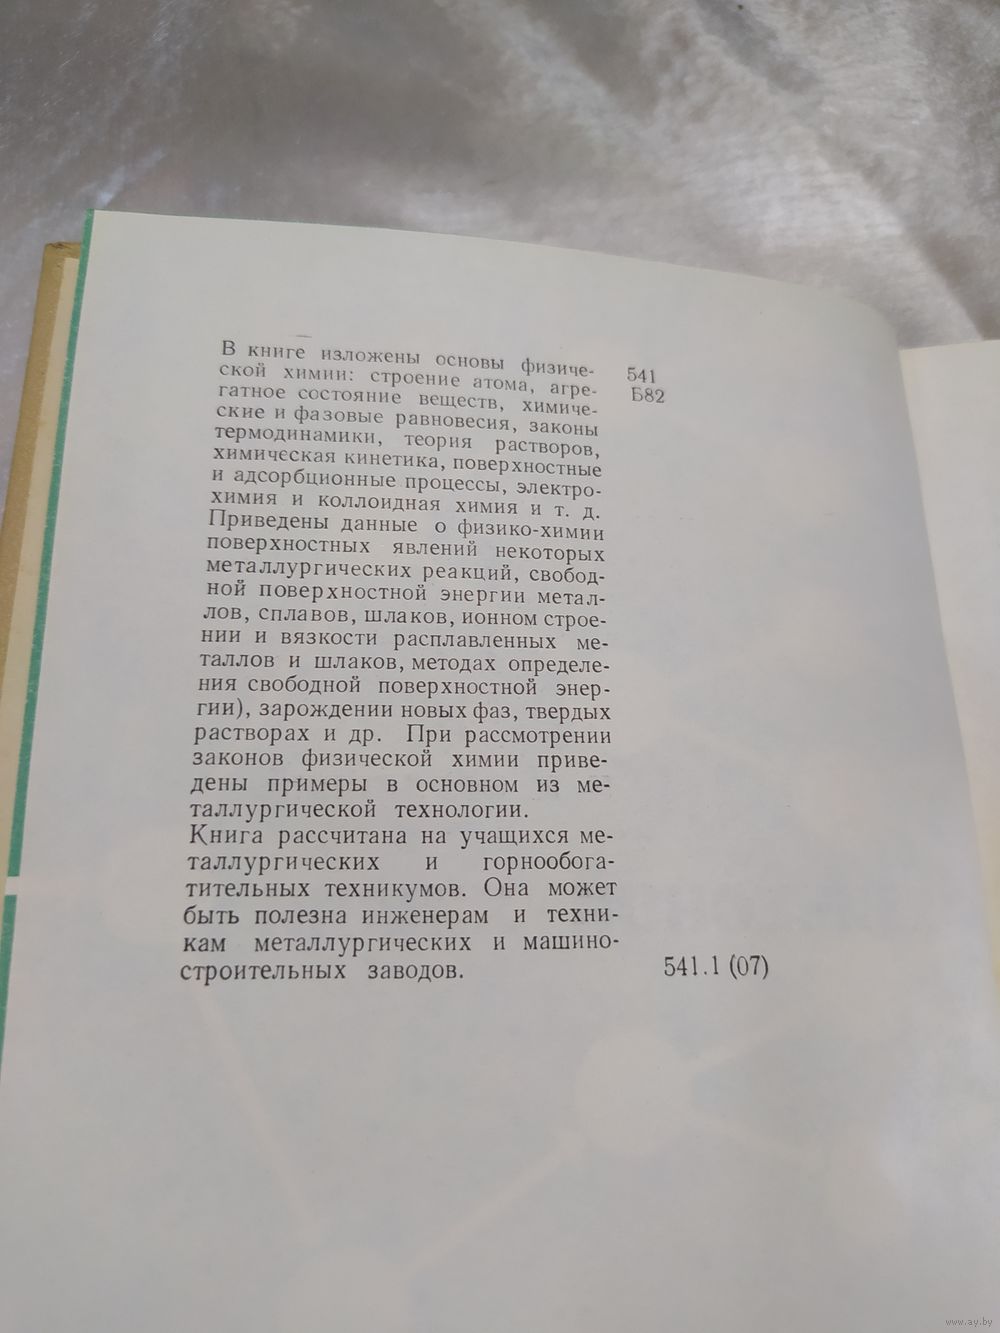 В книге изложены основы физиче-
ской химии: строение атома, агре-
гатное состояние веществ, химиче-
ские и фазовые равновесия, законы
термодинамики, теория растворов,
химическая кинетика, поверхностные
и адсорбционные процессы, электро-
химия и коллоидная химия и т. д.
Приведены данные о физико-химии
поверхностных явлений некоторых
металлургических реакций, свобод-
ной поверхностной энергии метал-
лов, сплавов, шлаков, ионном строе-
нии и вязкости расплавленных ме-
таллов и шлаков, методах определе-
ния свободной поверхностной энер-
гии), зарождении новых фаз, твердых
растворах и др. При рассмотрении
законов физической химии приве-
дены примеры в основном из ме-
таллургической технологии.
Книга рассчитана на учащихся ме-
таллургических и горнообога-
тительных техникумов. Она может
быть полезна инженерам и техни-
кам металлургических и машино-
строительных заводов.
541
Б82
541.1 (07)
www.ay.by